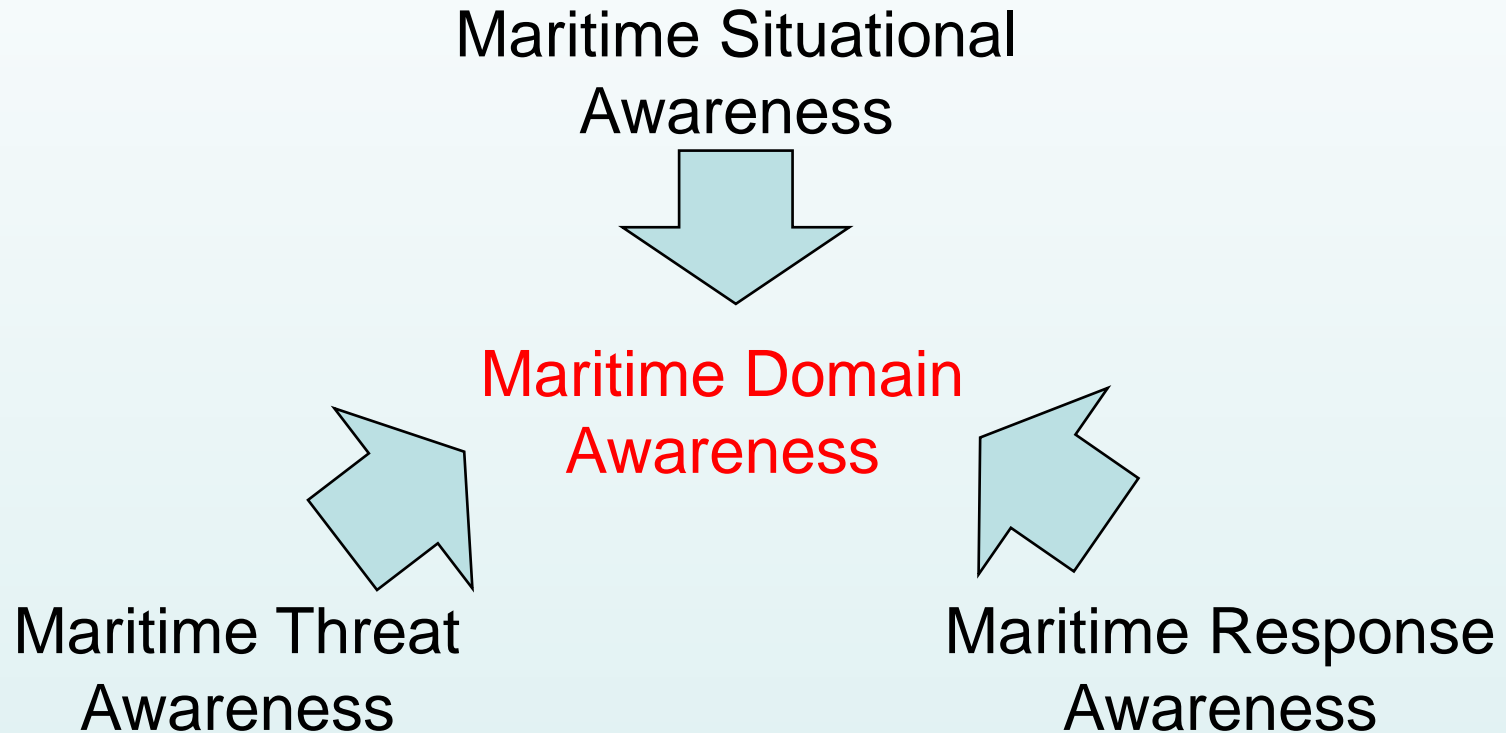 Maritime Situational
Awareness
Maritime Domain
Awareness
Maritime Threat
Awareness
Maritime Response
Awareness